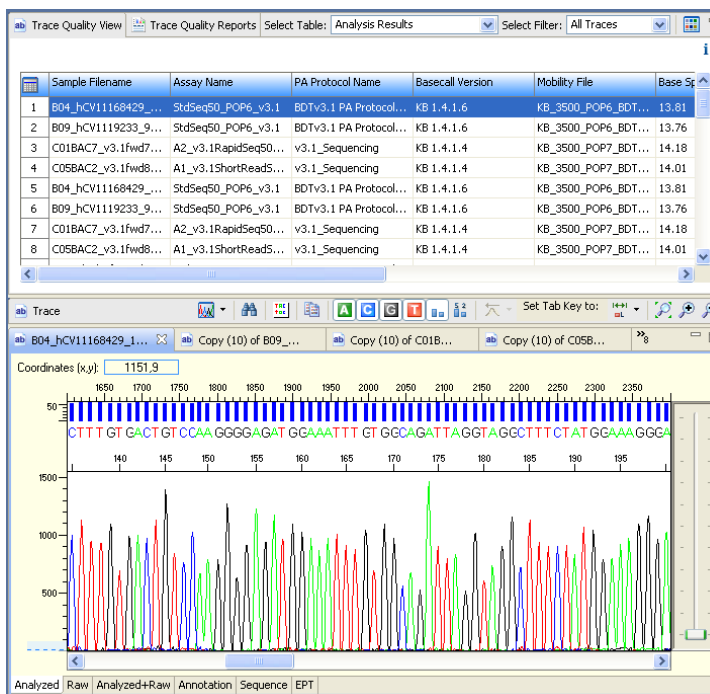 Trace Quality View Trace Quality Reports Select Table: Analysis Results Select Filter: All Traces
Sample Filename Assay Name PA Protocol Name Basecall Version Mobility File Base Sp
1 B04_hCV11168429_... StdSeq50_POP6_v3.1 BDTv3.1 PA Protocol... KB 1.4.1.6 KB_3500_POP6_BDT... 13.81
2 B09_hCV1119233_9... StdSeq50_POP6_v3.1 BDTv3.1 PA Protocol... KB 1.4.1.6 KB_3500_POP6_BDT... 13.76
3 C01BAC7_v3.1fwd7... A2_v3.1RapidSeq50... v3.1_Sequencing KB 1.4.1.4 KB_3500_POP7_BDT... 14.18
4 C05BAC2_v3.1fwd8... A1_v3.1ShortReadS... v3.1_Sequencing KB 1.4.1.4 KB_3500_POP7_BDT... 14.01
5 B04_hCV11168429_... StdSeq50_POP6_v3.1 BDTv3.1 PA Protocol... KB 1.4.1.6 KB_3500_POP6_BDT... 13.81
6 B09_hCV1119233_9... StdSeq50_POP6_v3.1 BDTv3.1 PA Protocol... KB 1.4.1.6 KB_3500_POP6_BDT... 13.76
7 C01BAC7_v3.1fwd7... A2_v3.1RapidSeq50... v3.1_Sequencing KB 1.4.1.4 KB_3500_POP7_BDT... 14.18
8 C05BAC2_v3.1fwd8... A1_v3.1ShortReadS... v3.1_Sequencing KB 1.4.1.4 KB_3500_POP7_BDT... 14.01
Trace A C G T Set Tab Key to:
B04_hCV11168429_1... Copy (10) of B09_... Copy (10) of C01B... Copy (10) of C05B... »8
Coordinates (x,y): 1151,9
1650 1700 1750 1800 1850 1900 1950 2000 2050 2100 2150 2200 2250 2300 2350
50
CTTTGTGACTGTCCAAGGGGAGATGGAAATTTGTGGCAGATTAGGTAGGCTTTCTATGGAAAGGGA
140 145 150 155 160 165 170 175 180 185 190 195
1500
1000
500
Analyzed Raw Analyzed+Raw Annotation Sequence EPT